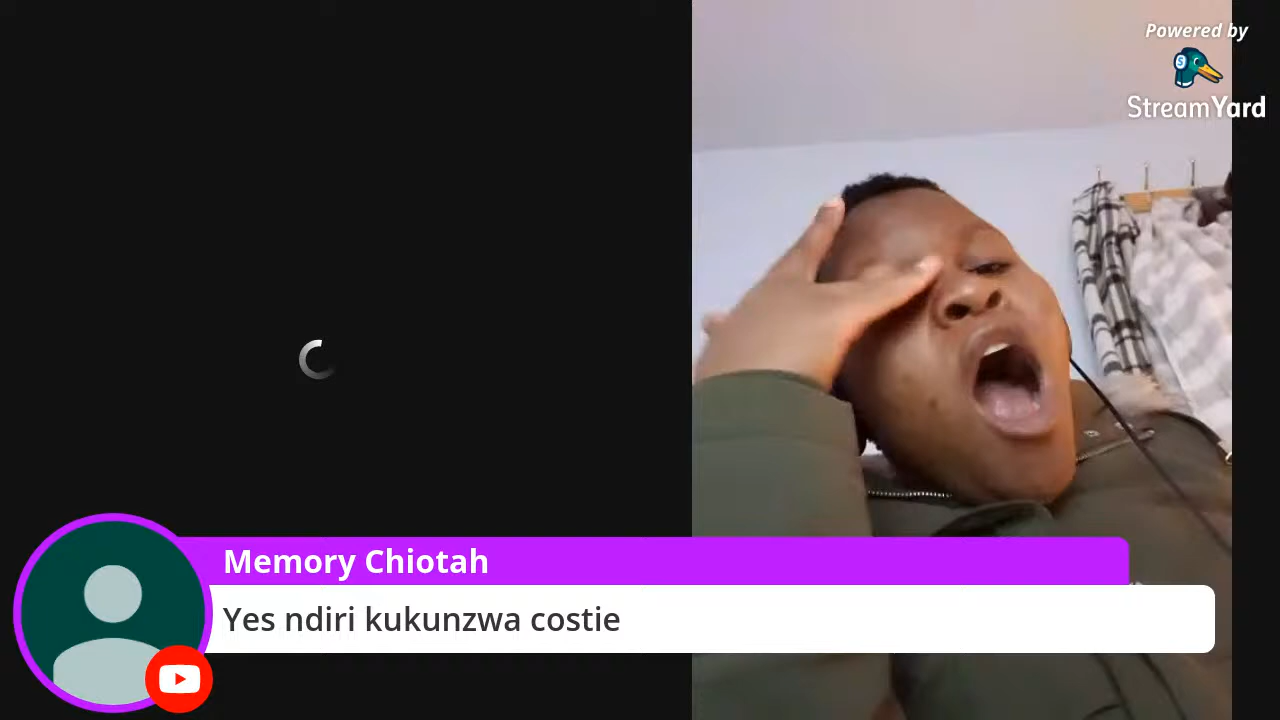 Powered by
StreamYard
Memory Chiotah
Yes ndiri kukunzwa costie